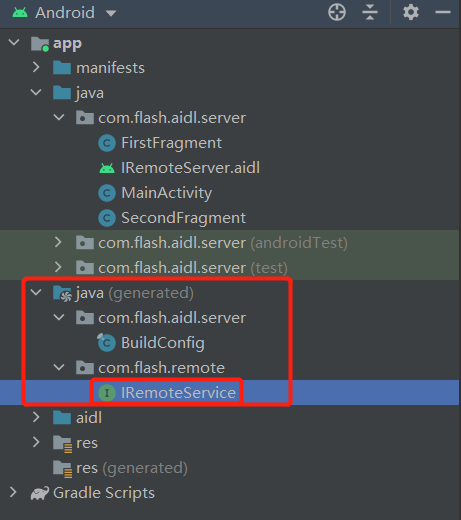 Android
app
manifests
java
com.flash.aidl.server
FirstFragment
IRemoteServer.aidl
MainActivity
SecondFragment
com.flash.aidl.server (androidTest)
com.flash.aidl.server (test)
java (generated)
com.flash.aidl.server
BuildConfig
com.flash.remote
IRemoteService
aidl
res
res (generated)
Gradle Scripts